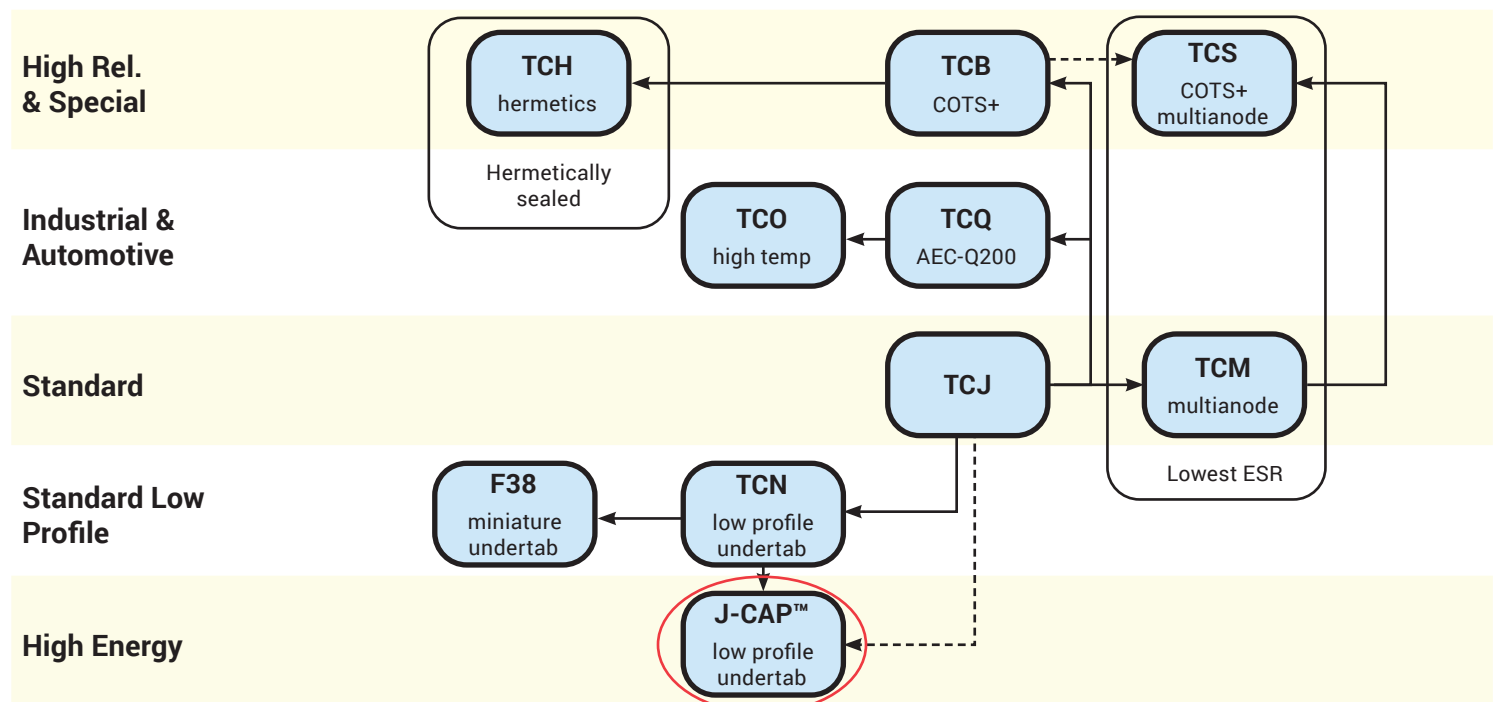 High Rel.
& Special
TCH
hermetics
Hermetically
sealed
TCB
COTS+
TCS
COTS+
multianode
Industrial &
Automotive
TCO
high temp
TCQ
AEC-Q200
Standard
TCJ
TCM
multianode
Lowest ESR
Standard Low
Profile
F38
miniature
undertab
TCN
low profile
undertab
High Energy
J-CAP™
low profile
undertab